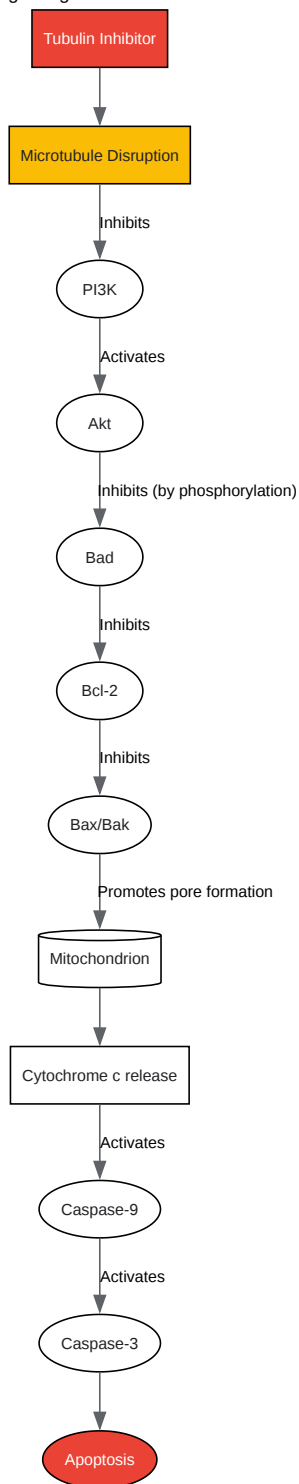 Tubulin Inhibitor
Microtubule Disruption
Inhibits
PI3K
Activates
Akt
Inhibits (by phosphorylation)
Bad
Inhibits
Bcl-2
Inhibits
Bax/Bak
Promotes pore formation
Mitochondrion
Cytochrome c release
Activates
Caspase-9
Activates
Caspase-3
Apoptosis